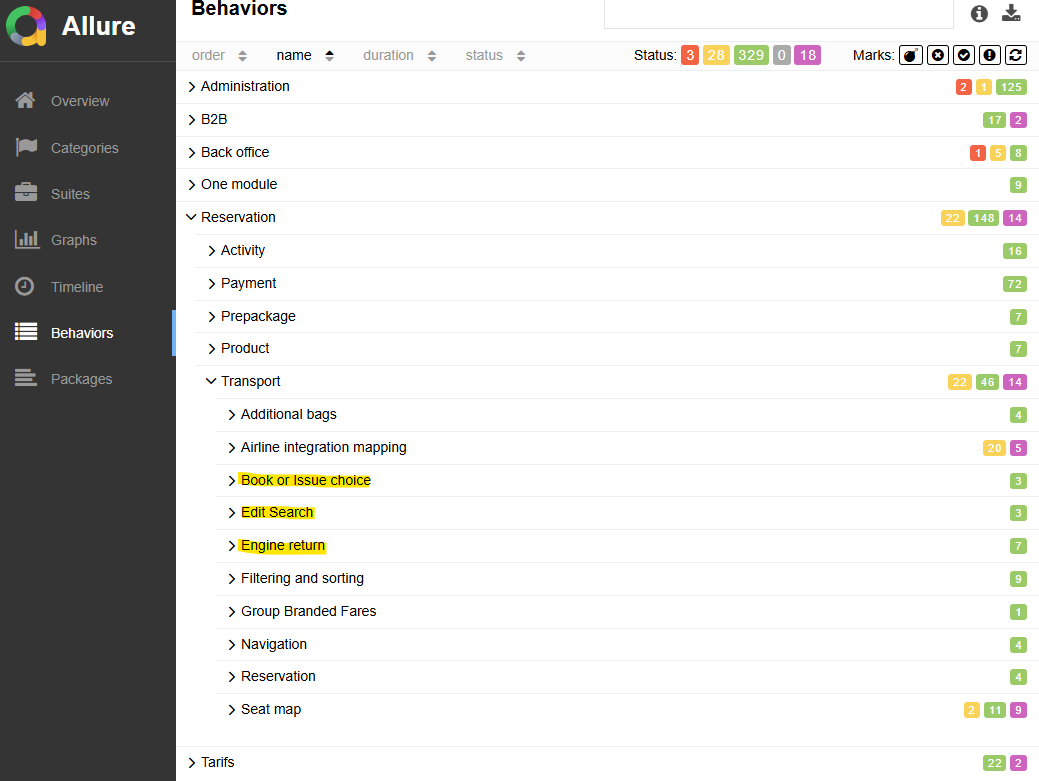 Allure
Overview
Categories
Suites
Graphs
Timeline
Behaviors
Packages
Behaviors
order name duration status Status: 3 28 329 0 18 Marks:
Administration 2 1 125
B2B 17 2
Back office 1 5 8
One module 9
Reservation 22 148 14
Activity 16
Payment 72
Prepackage 7
Product 7
Transport 22 46 14
Additional bags 4
Airline integration mapping 20 5
Book or Issue choice 3
Edit Search 3
Engine return 7
Filtering and sorting 9
Group Branded Fares 1
Navigation 4
Reservation 4
Seat map 2 11 9
Tarifs 22 2